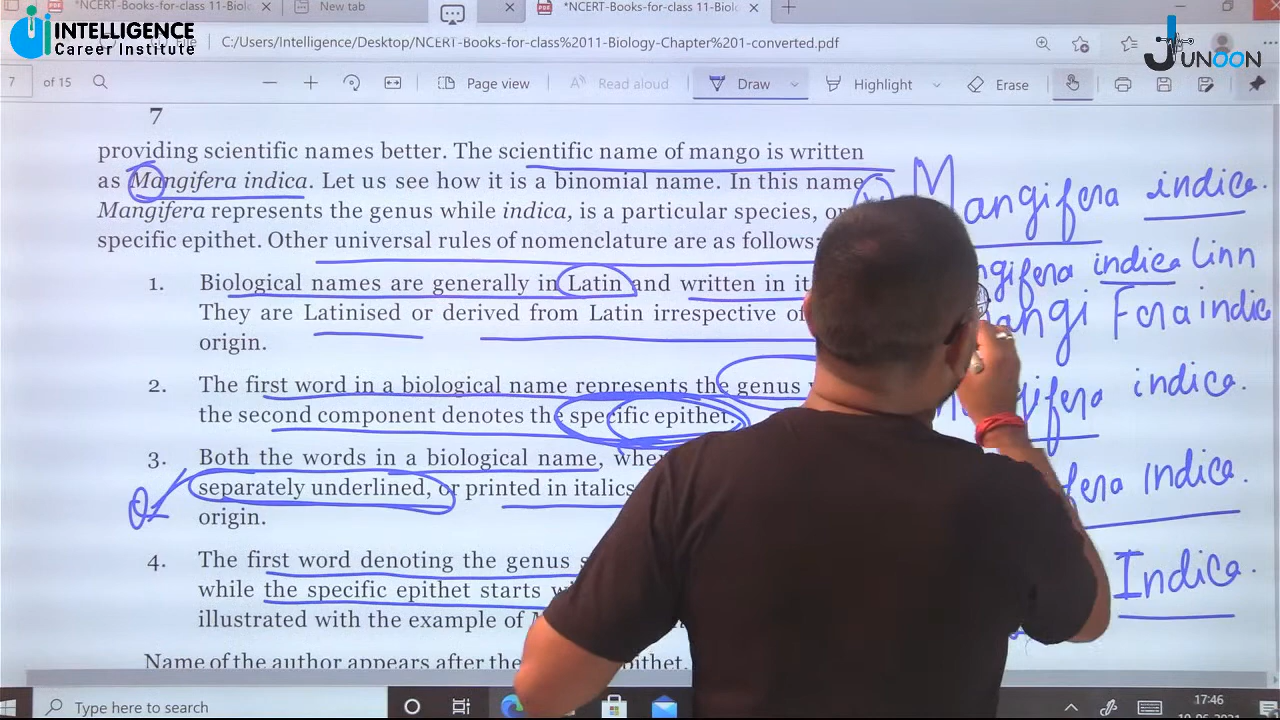 *NCERT-Books-for class 11-Biolo
New tab
*NCERT-Books-for class 11-Biol
INTELLIGENCE
Career Institute
C:/Users/Intelligence/Desktop/NCERT-Books-for-class%2011-Biology-Chapter%201-converted.pdf
JUNOON
7 of 15
Page view
Read aloud
Draw
Highlight
Erase
7
providing scientific names better. The scientific name of mango is written
as Mangifera indica. Let us see how it is a binomial name. In this name
Mangifera represents the genus while indica, is a particular species, or
specific epithet. Other universal rules of nomenclature are as follows:
1. Biological names are generally in Latin and written in
They are Latinised or derived from Latin irrespective
origin.
2. The first word in a biological name represents the genus
the second component denotes the specific epithet.
3. Both the words in a biological name,
separately underlined, or printed in italics
origin.
4. The first word denoting the genus
while the specific epithet starts
illustrated with the example of
Name of the author appears after the
Mangifera indica.
indica Linn
Fera indic
indica.
Indica.
Indica.
Type here to search
17:46